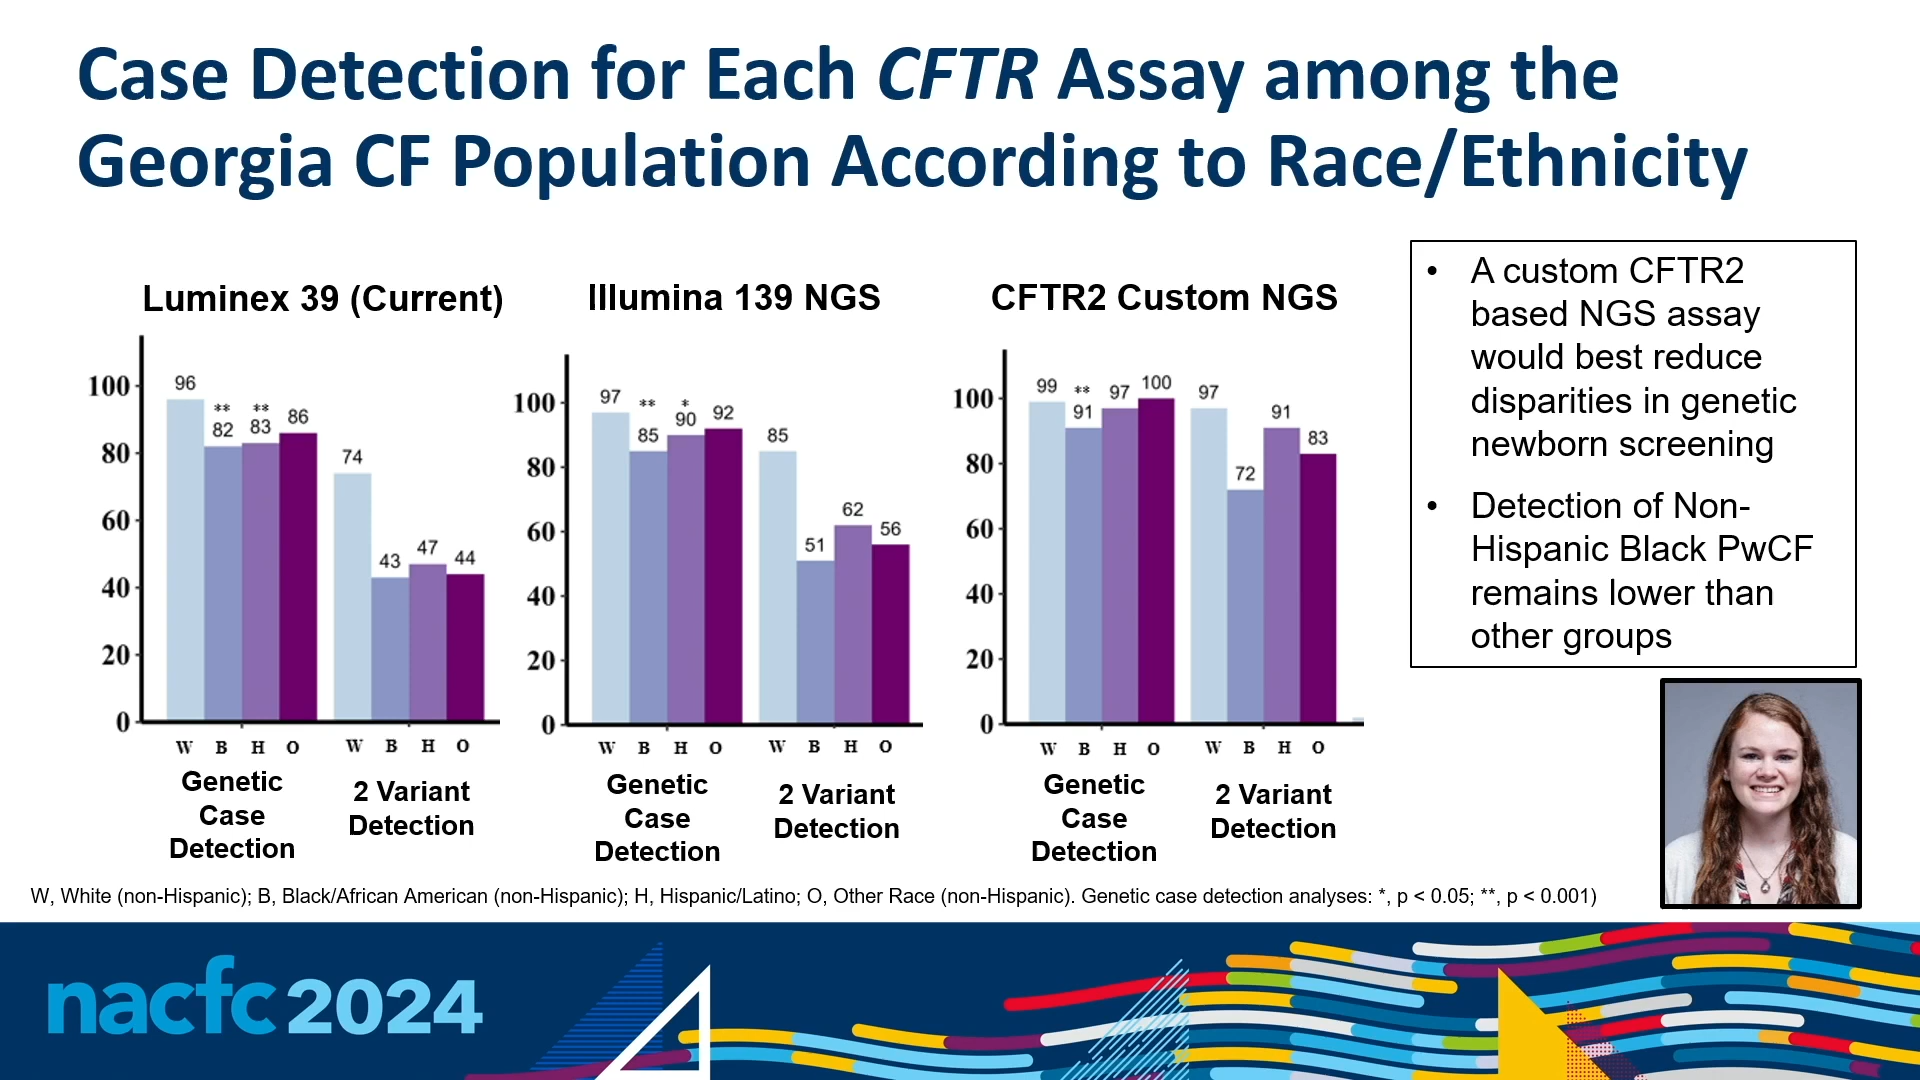 Case Detection for Each CFTR Assay among the
Georgia CF Population According to Race/Ethnicity
Luminex 39 (Current)
100
80
60
40
20
0
96
**
82
**
83
86
74
43
47
44
W B H O W B H O
Genetic
Case
Detection
2 Variant
Detection
Illumina 139 NGS
100
80
60
40
20
0
97
**
85
*
90
92
85
51
62
56
W B H O W B H O
Genetic
Case
Detection
2 Variant
Detection
CFTR2 Custom NGS
100
80
60
40
20
0
99
**
91
97
100
97
72
91
83
W B H O W B H O
Genetic
Case
Detection
2 Variant
Detection
• A custom CFTR2
based NGS assay
would best reduce
disparities in genetic
newborn screening
• Detection of Non-
Hispanic Black PwCF
remains lower than
other groups
W, White (non-Hispanic); B, Black/African American (non-Hispanic); H, Hispanic/Latino; O, Other Race (non-Hispanic). Genetic case detection analyses: *, p < 0.05; **, p < 0.001)
nacfc 2024